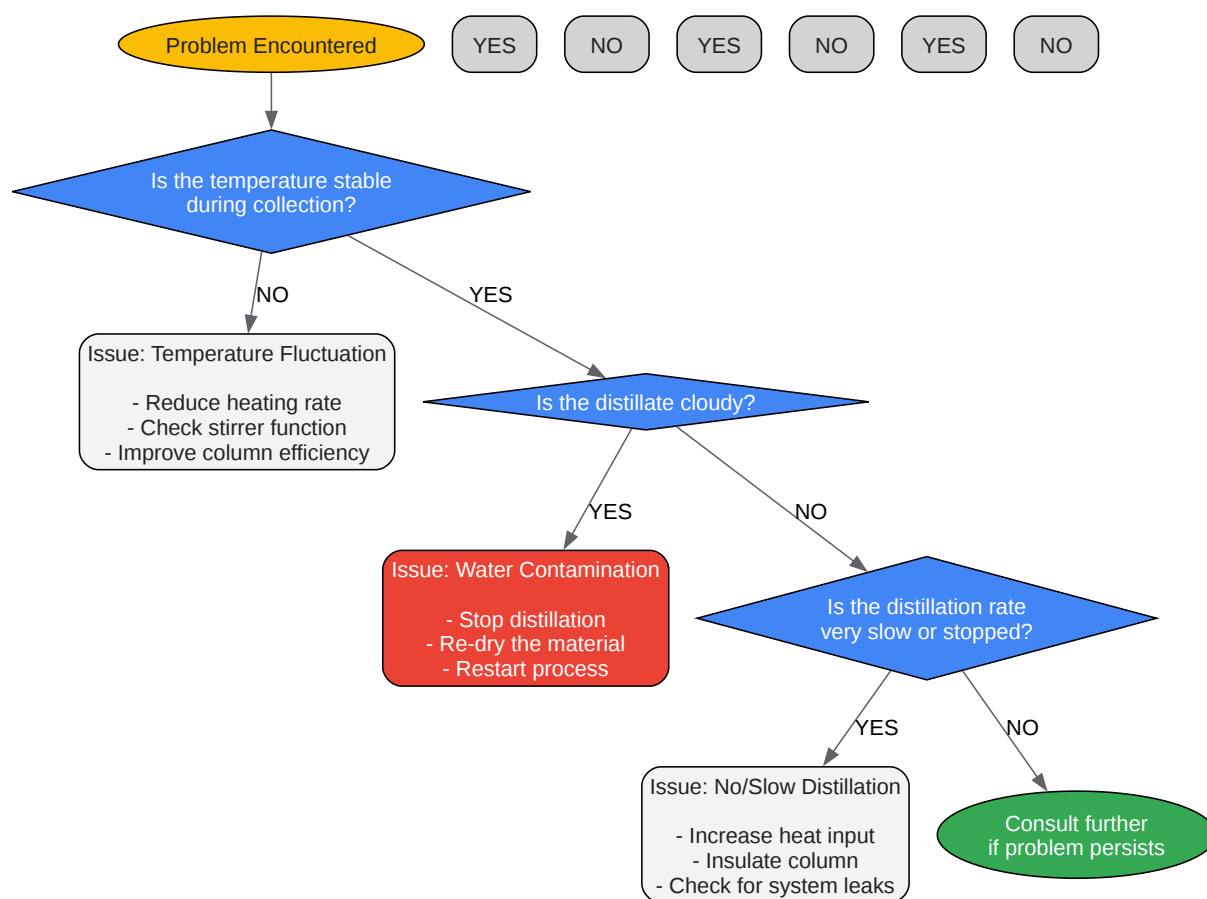 Problem Encountered
YES
NO
YES
NO
YES
NO
Is the temperature stable
during collection?
NO
YES
Issue: Temperature Fluctuation
- Reduce heating rate
- Check stirrer function
- Improve column efficiency
Is the distillate cloudy?
YES
NO
Issue: Water Contamination
- Stop distillation
- Re-dry the material
- Restart process
Is the distillation rate
very slow or stopped?
YES
NO
Issue: No/Slow Distillation
- Increase heat input
- Insulate column
- Check for system leaks
Consult further
if problem persists